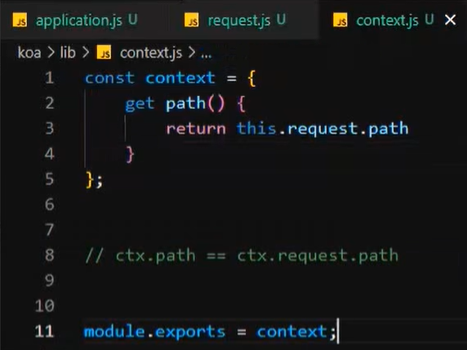 JS application.js U JS request.js U JS context.js U ×
koa > lib > JS context.js > ...
1 const context = {
2     get path() {
3         return this.request.path
4     }
5 };
6
7
8 // ctx.path == ctx.request.path
9
10
11 module.exports = context;